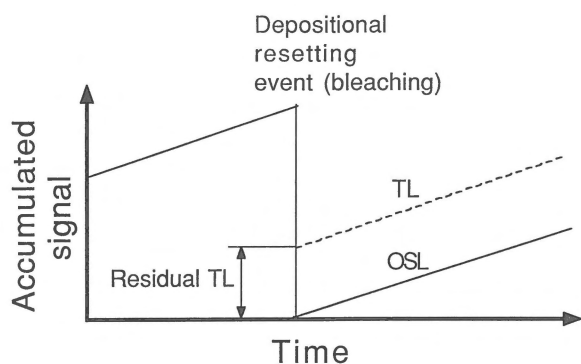 Depositional
resetting
event (bleaching)
Accumulated
signal
TL
OSL
Residual TL
Time